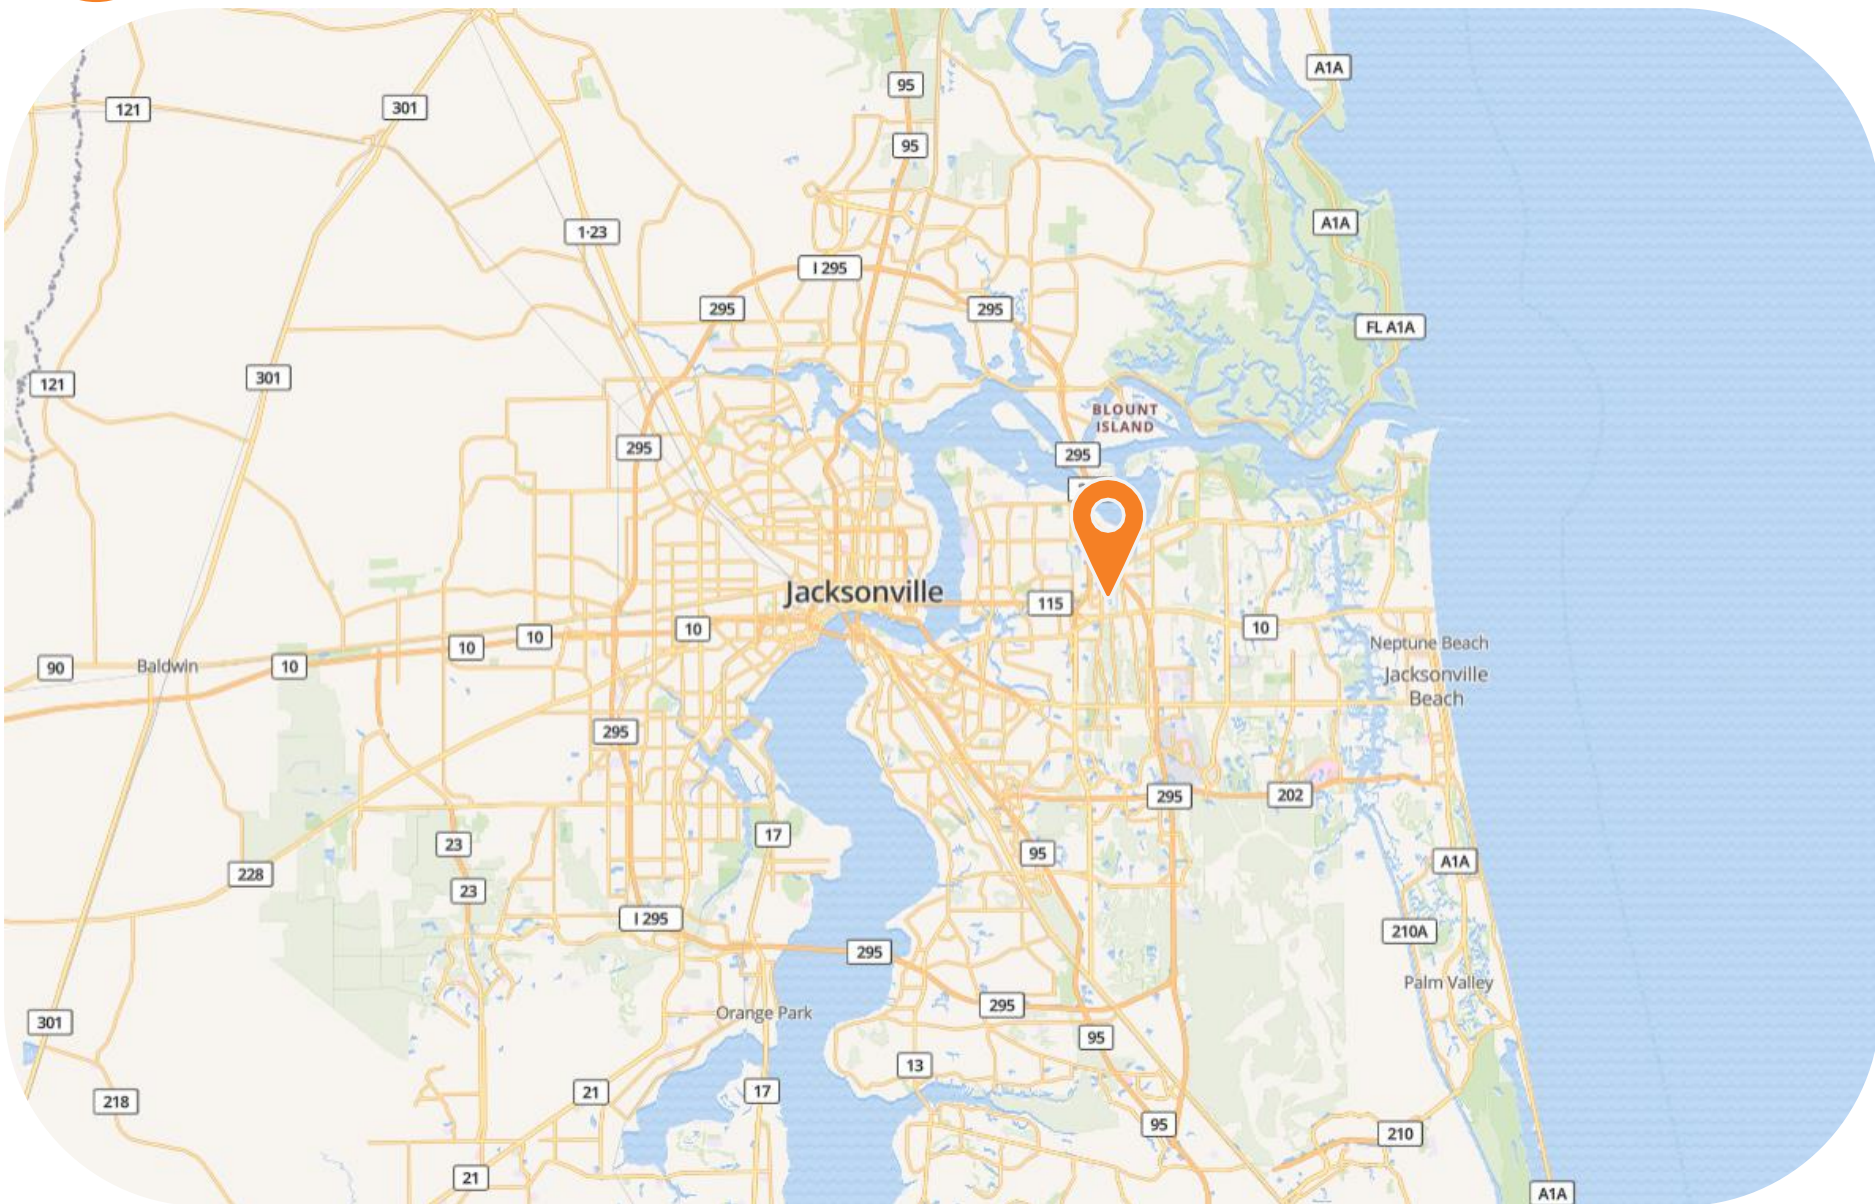 A1A
95
121
301
95
A1A
1-23
I 295
295
295
FL A1A
301
121
BLOUNT
ISLAND
295
295
Jacksonville
115
10
10
10
10
10
90
Baldwin
Neptune Beach
Jacksonville
Beach
295
295
202
17
23
95
A1A
228
23
I 295
210A
295
Palm Valley
295
Orange Park
301
95
13
21
17
218
95
210
21
A1A